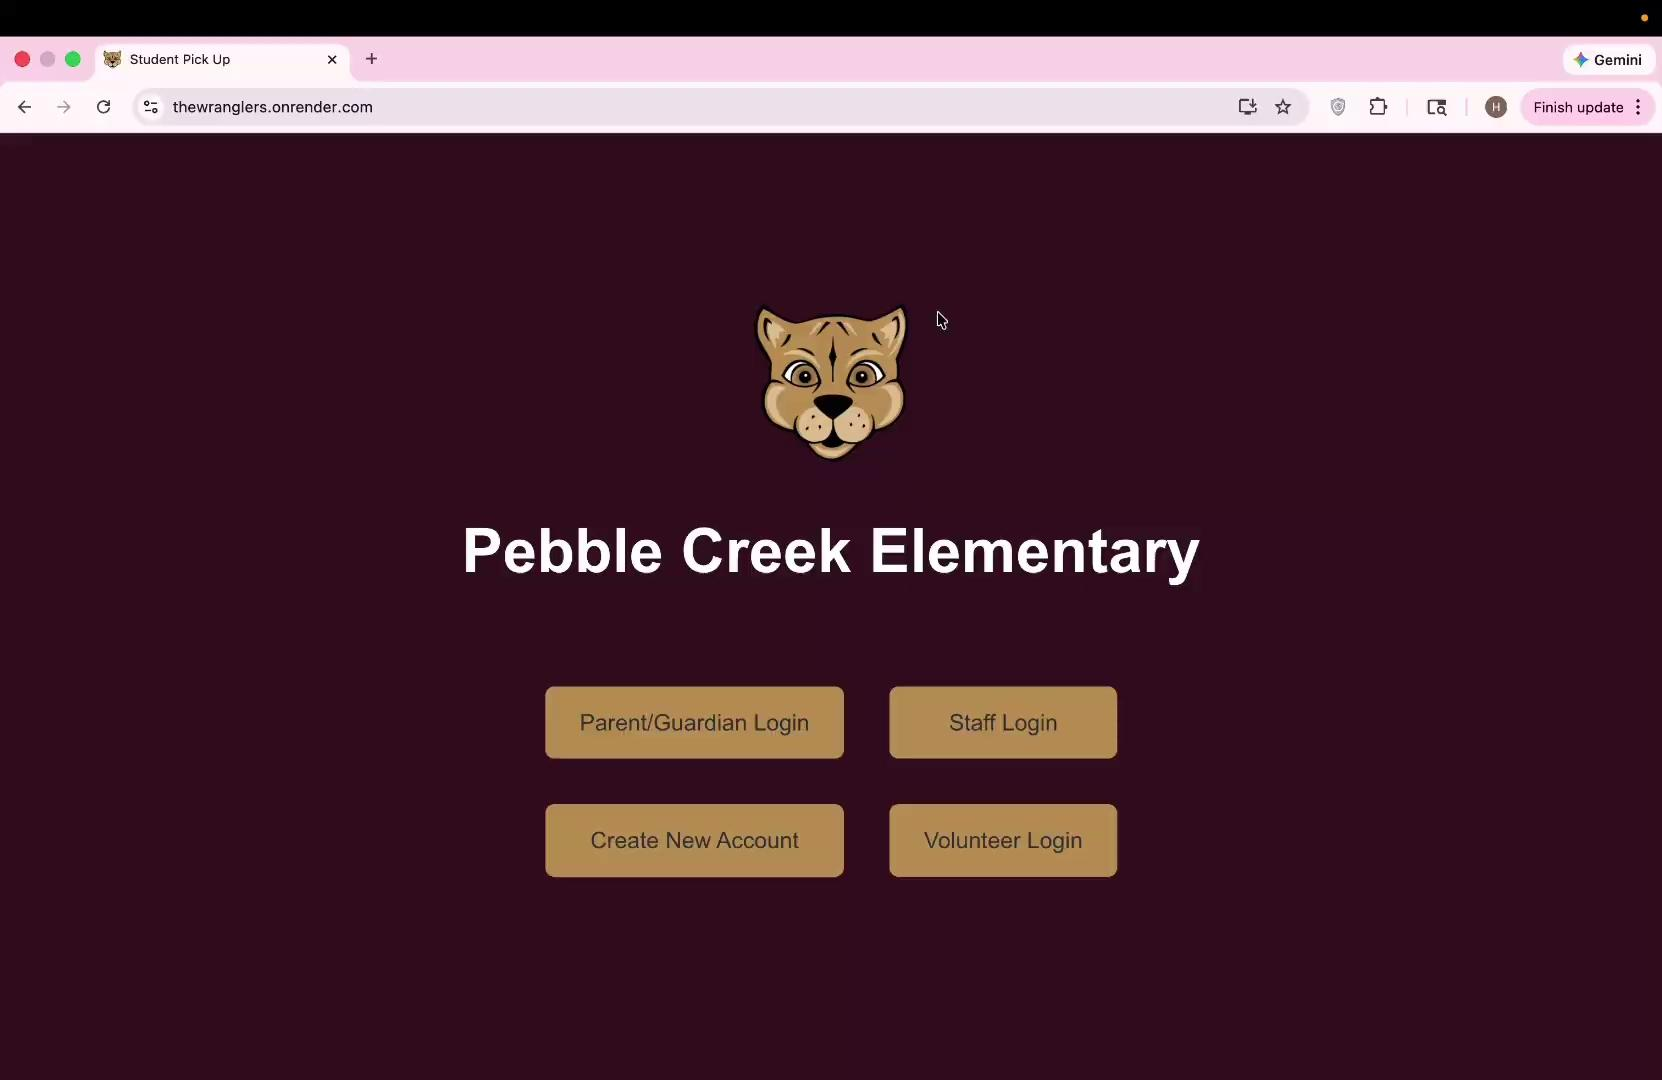 Student Pick Up
Gemini
thewranglers.onrender.com
H
Finish update
Pebble Creek Elementary
Parent/Guardian Login
Staff Login
Create New Account
Volunteer Login